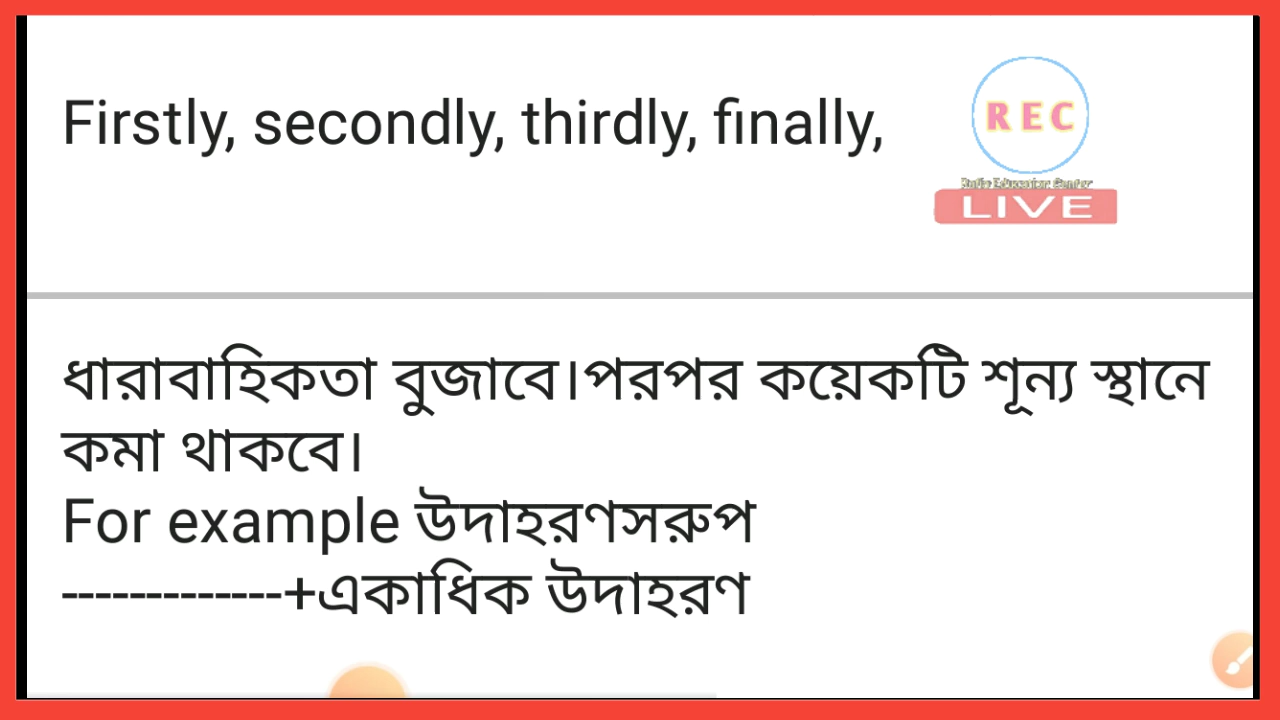 Firstly, secondly, thirdly, finally,
REC
LIVE
ধারাবাহিকতা বুজাবে।পরপর কয়েকটি শূন্য স্থানে
কমা থাকবে।
For example উদাহরণসরুপ
-------------+একাধিক উদাহরণ